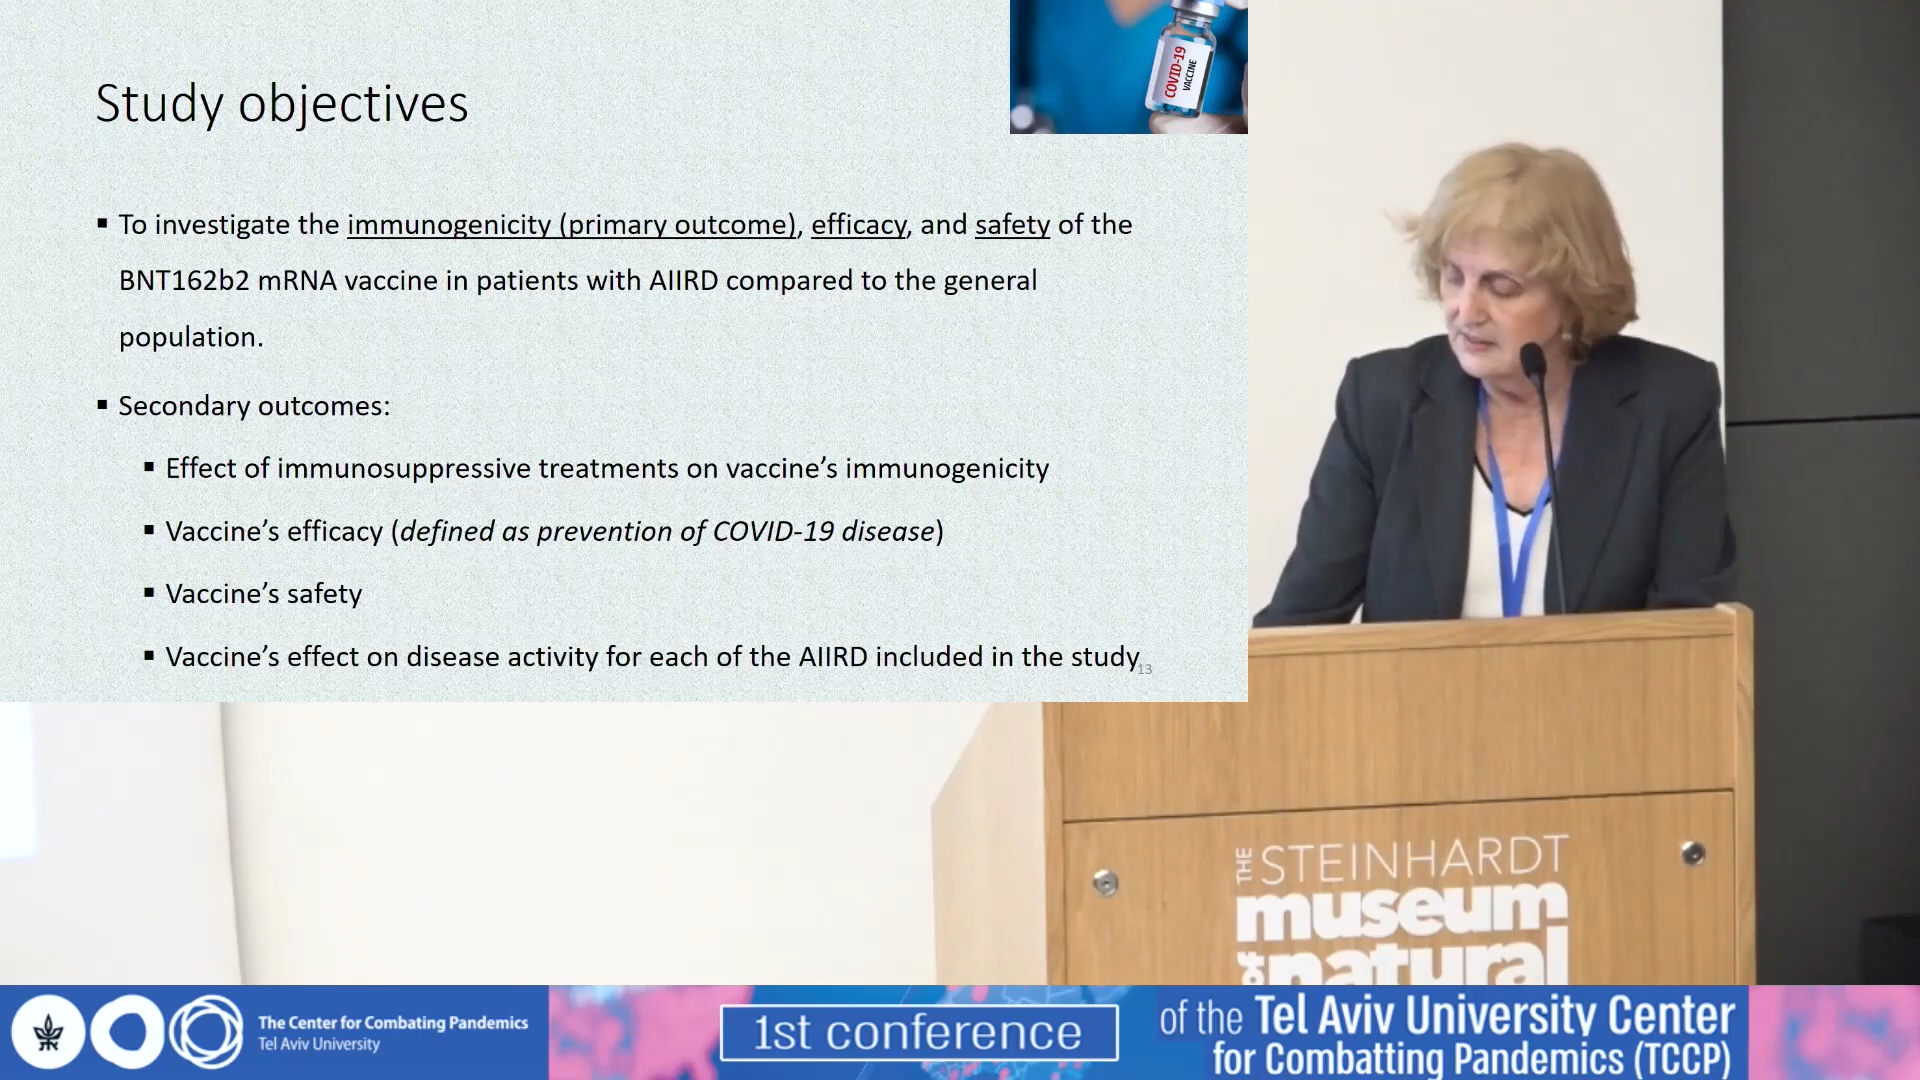 COVID-19
VACCINE
Study objectives
▪ To investigate the immunogenicity (primary outcome), efficacy, and safety of the
BNT162b2 mRNA vaccine in patients with AIIRD compared to the general
population.
▪ Secondary outcomes:
▪ Effect of immunosuppressive treatments on vaccine’s immunogenicity
▪ Vaccine’s efficacy (defined as prevention of COVID-19 disease)
▪ Vaccine’s safety
▪ Vaccine’s effect on disease activity for each of the AIIRD included in the study
13
THE STEINHARDT
museum
OF natural
The Center for Combating Pandemics
Tel Aviv University
1st conference
of the Tel Aviv University Center
for Combatting Pandemics (TCCP)